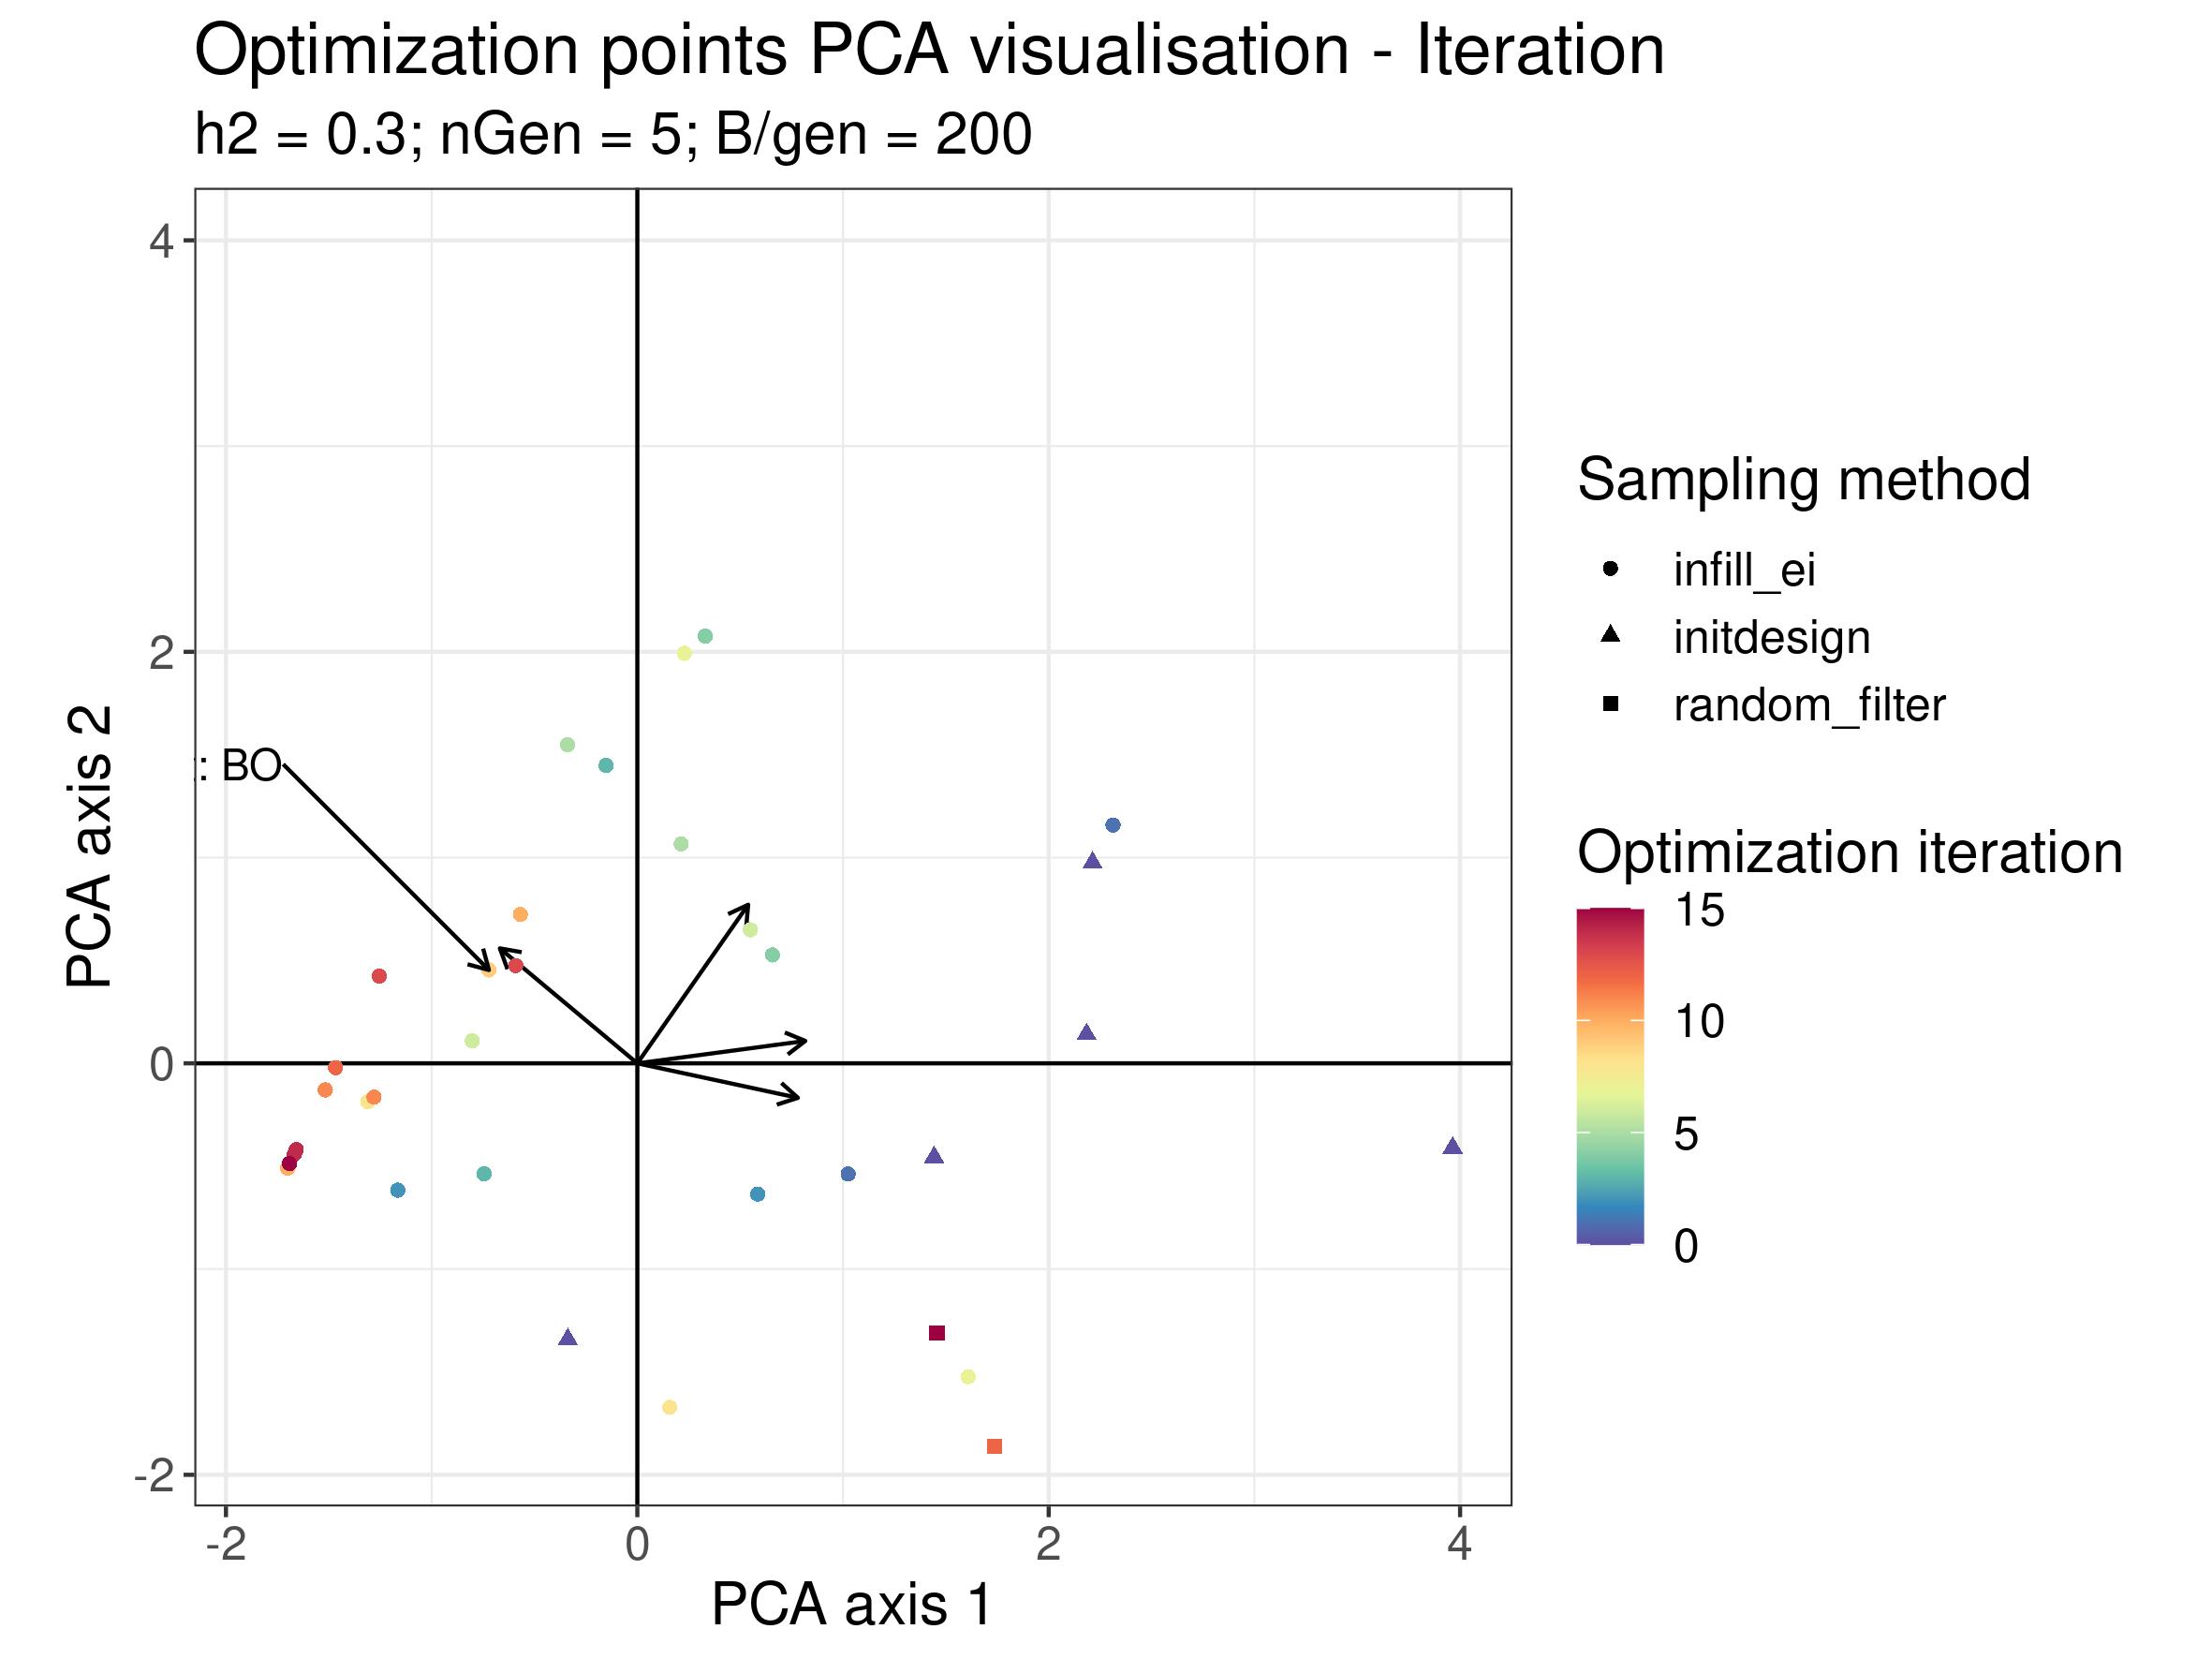 Optimization points PCA visualisation - Iteration
h2 = 0.3; nGen = 5; B/gen = 200
4
2
0
-2
PCA axis 2
: BO
-2
0
2
4
PCA axis 1
Sampling method
infill_ei
initdesign
random_filter
Optimization iteration
15
10
5
0